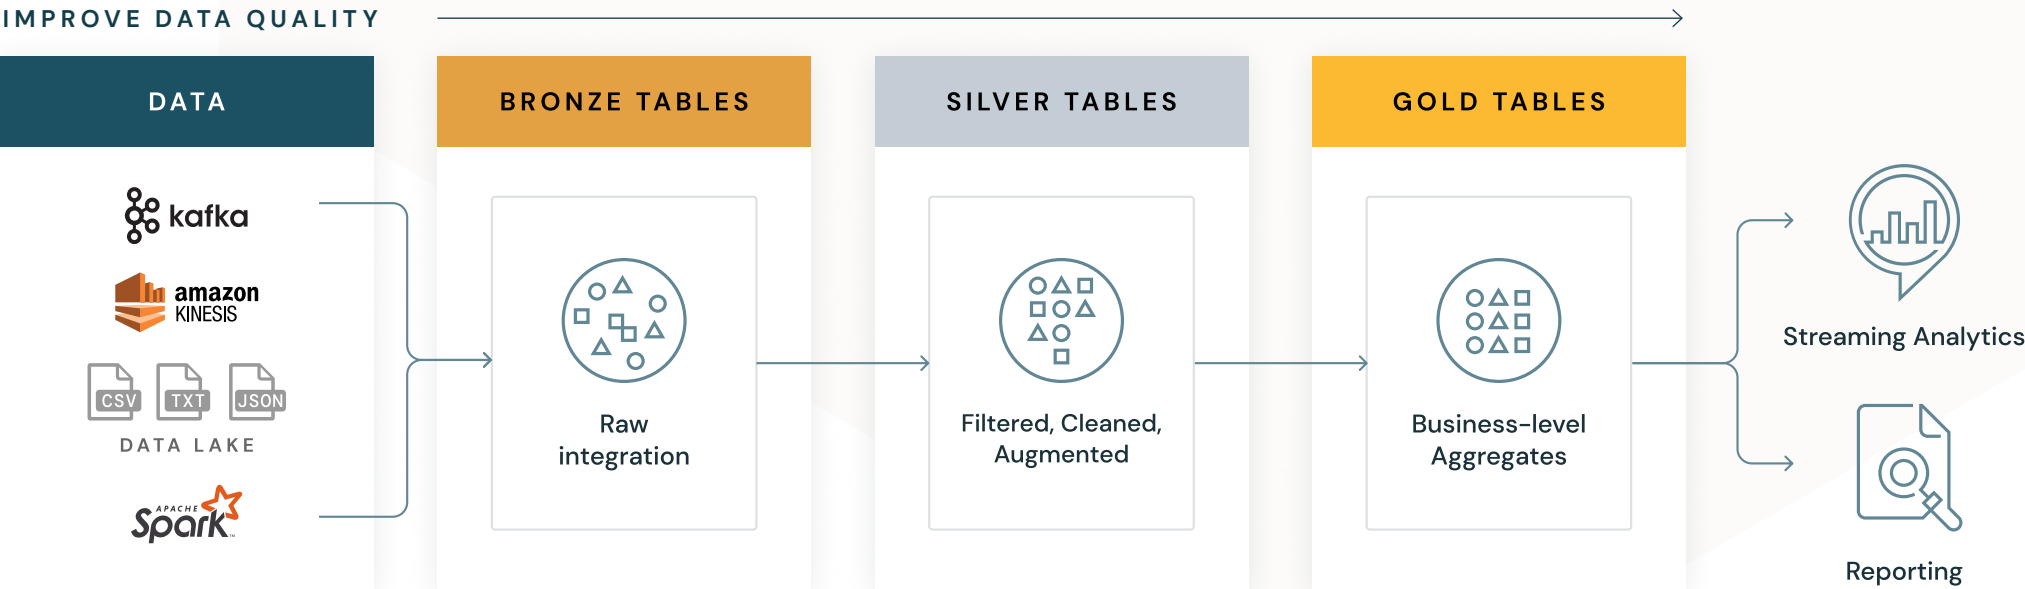 IMPROVE DATA QUALITY
DATA
BRONZE TABLES
SILVER TABLES
GOLD TABLES
kafka
amazon
KINESIS
CSV
TXT
JSON
DATA LAKE
APACHE
Spark™
Raw
integration
Filtered, Cleaned,
Augmented
Business-level
Aggregates
Streaming Analytics
Reporting